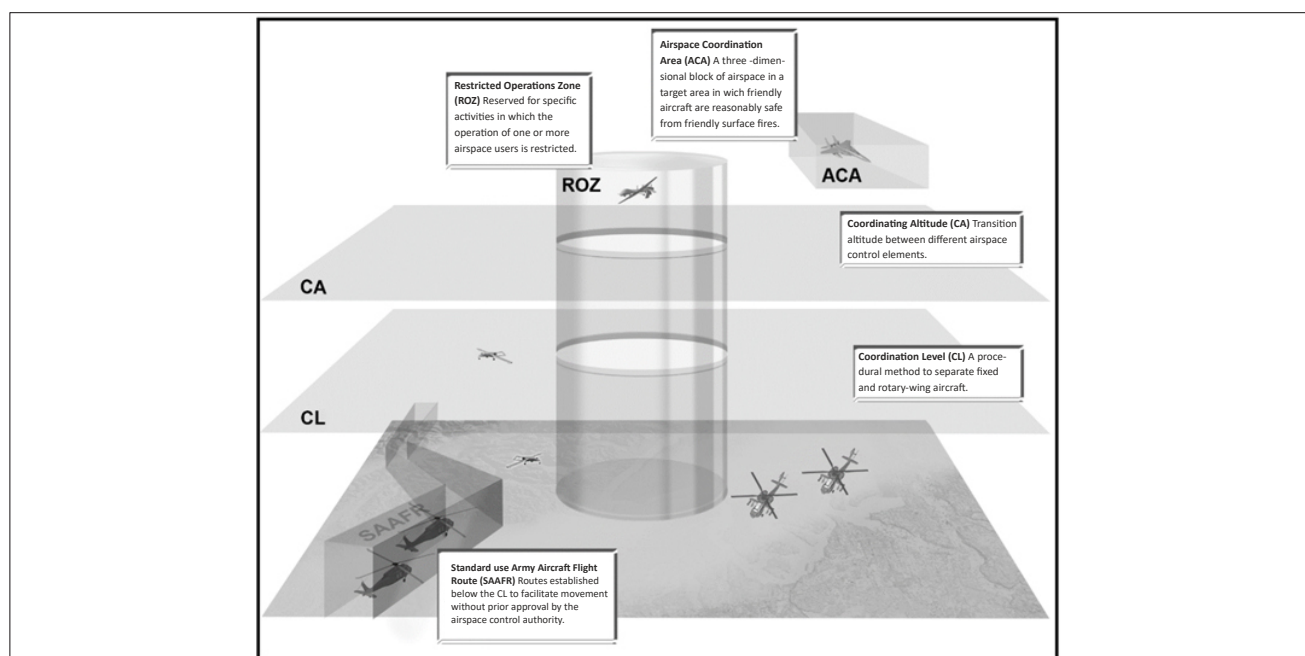 Airspace Coordination
Area (ACA) A three -dimen-
sional block of airspace in a
target area in wich friendly
aircraft are reasonably safe
from friendly surface fires.
Restricted Operations Zone
(ROZ) Reserved for specific
activities in which the
operation of one or more
airspace users is restricted.
ROZ
ACA
Coordinating Altitude (CA) Transition
altitude between different airspace
control elements.
CA
Coordination Level (CL) A proce-
dural method to separate fixed
and rotary-wing aircraft.
CL
SAAFR
Standard use Army Aircraft Flight
Route (SAAFR) Routes established
below the CL to facilitate movement
without prior approval by the
airspace control authority.